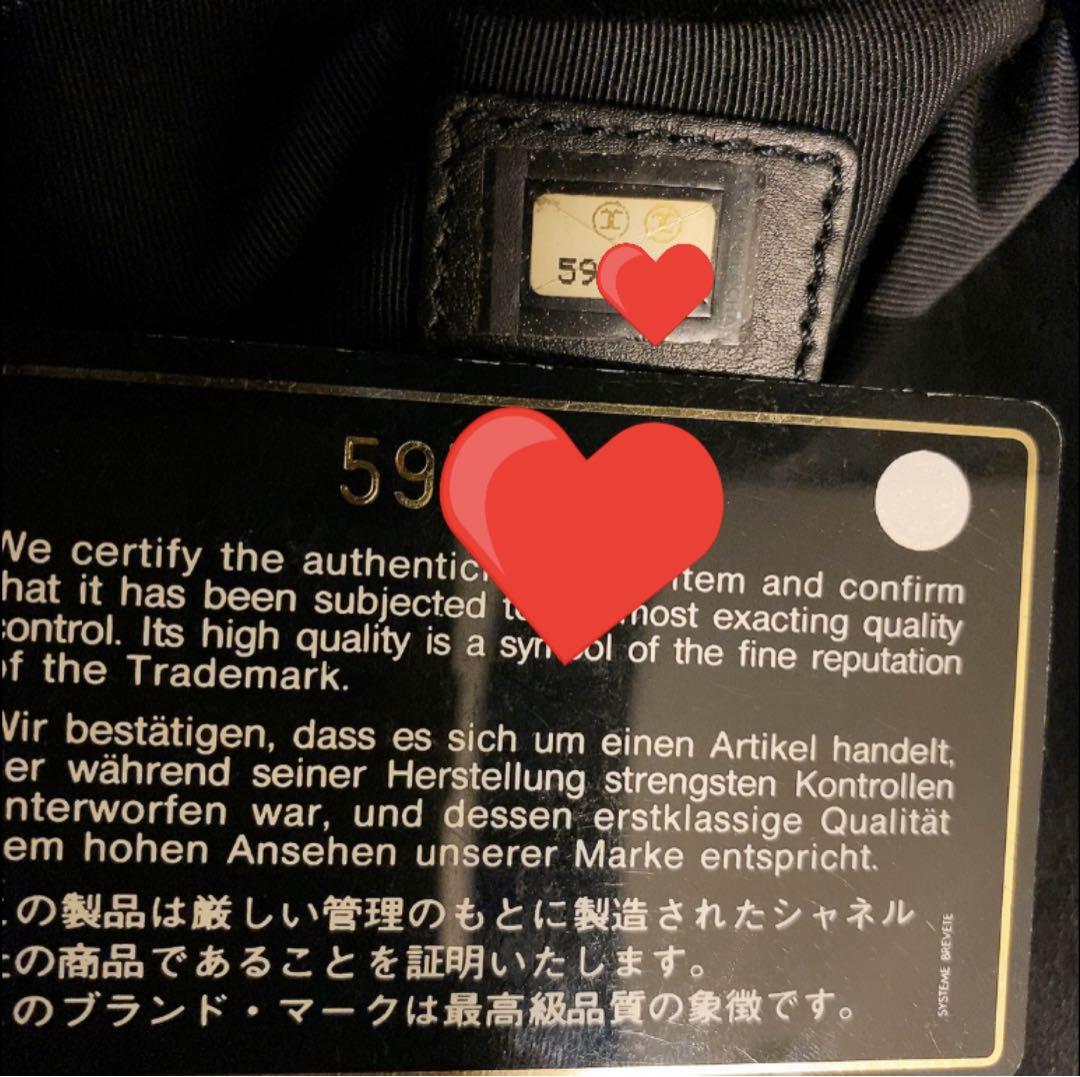 59
59
We certify the authentic item and confirm
hat it has been subjected most exacting quality
control. Its high quality is a symbol of the fine reputation
of the Trademark.
Wir bestätigen, dass es sich um einen Artikel handelt,
er während seiner Herstellung strengsten Kontrollen
nterworfen war, und dessen erstklassige Qualität
em hohen Ansehen unserer Marke entspricht.
この製品は厳しい管理のもとに製造されたシャネル
の商品であることを証明いたします。
のブランド・マークは最高級品質の象徴です。
SYSTEME BREVETE